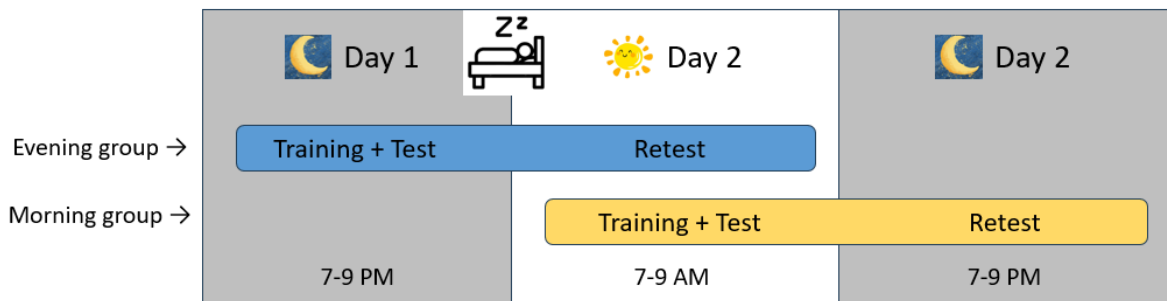 Day 1
Zz
Day 2
Day 2
Evening group →
Training + Test
Retest
Morning group →
Training + Test
Retest
7-9 PM
7-9 AM
7-9 PM